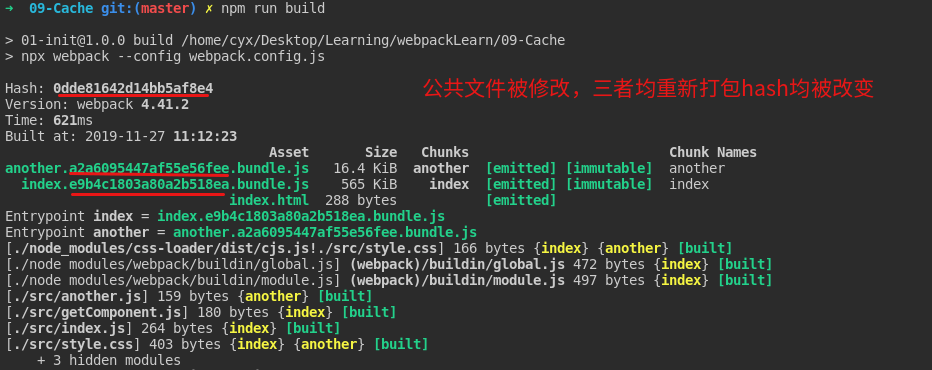 ➜  09-Cache git:(master) ✗ npm run build
> 01-init@1.0.0 build /home/cyx/Desktop/Learning/webpackLearn/09-Cache
> npx webpack --config webpack.config.js
Hash: 0dde81642d14bb5af8e4
公共文件被修改，三者均重新打包hash均被改变
Version: webpack 4.41.2
Time: 621ms
Built at: 2019-11-27 11:12:23
Asset Size Chunks Chunk Names
another.a2a6095447af55e56fee.bundle.js 16.4 KiB another [emitted] [immutable] another
index.e9b4c1803a80a2b518ea.bundle.js 565 KiB index [emitted] [immutable] index
index.html 288 bytes [emitted]
Entrypoint index = index.e9b4c1803a80a2b518ea.bundle.js
Entrypoint another = another.a2a6095447af55e56fee.bundle.js
[./node_modules/css-loader/dist/cjs.js!./src/style.css] 166 bytes {index} {another} [built]
[./node modules/webpack/buildin/global.js] (webpack)/buildin/global.js 472 bytes {index} [built]
[./node modules/webpack/buildin/module.js] (webpack)/buildin/module.js 497 bytes {index} [built]
[./src/another.js] 159 bytes {another} [built]
[./src/getComponent.js] 180 bytes {index} [built]
[./src/index.js] 264 bytes {index} [built]
[./src/style.css] 403 bytes {index} {another} [built]
+ 3 hidden modules